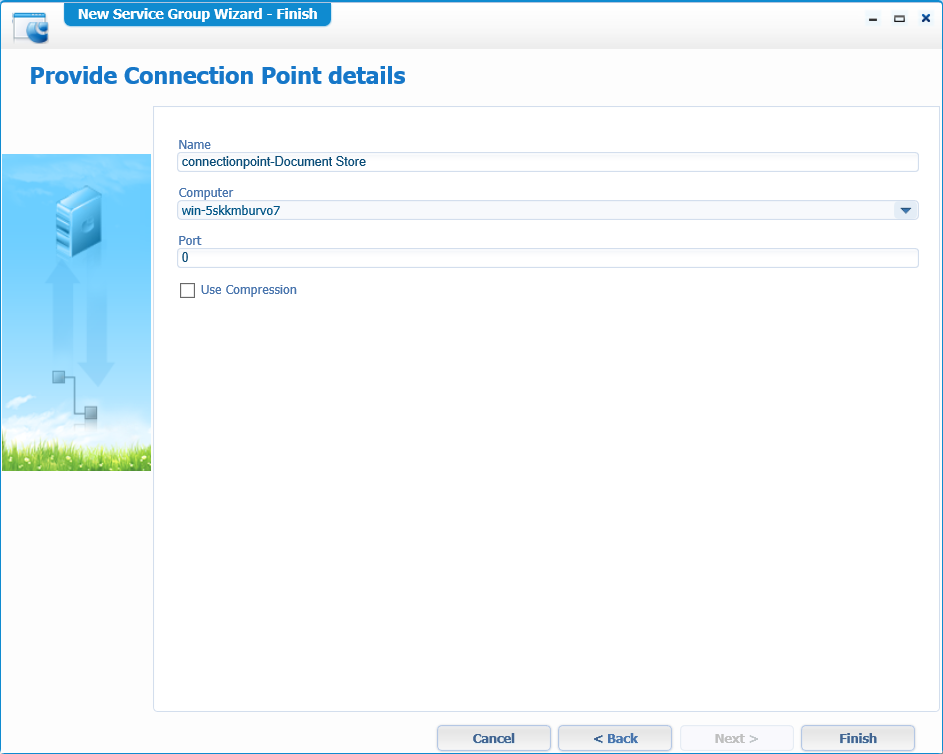 New Service Group Wizard - Finish
Provide Connection Point details
Name
connectionpoint-Document Store
Computer
win-5skkmburvo7
Port
0
Use Compression
Cancel
< Back
Next >
Finish